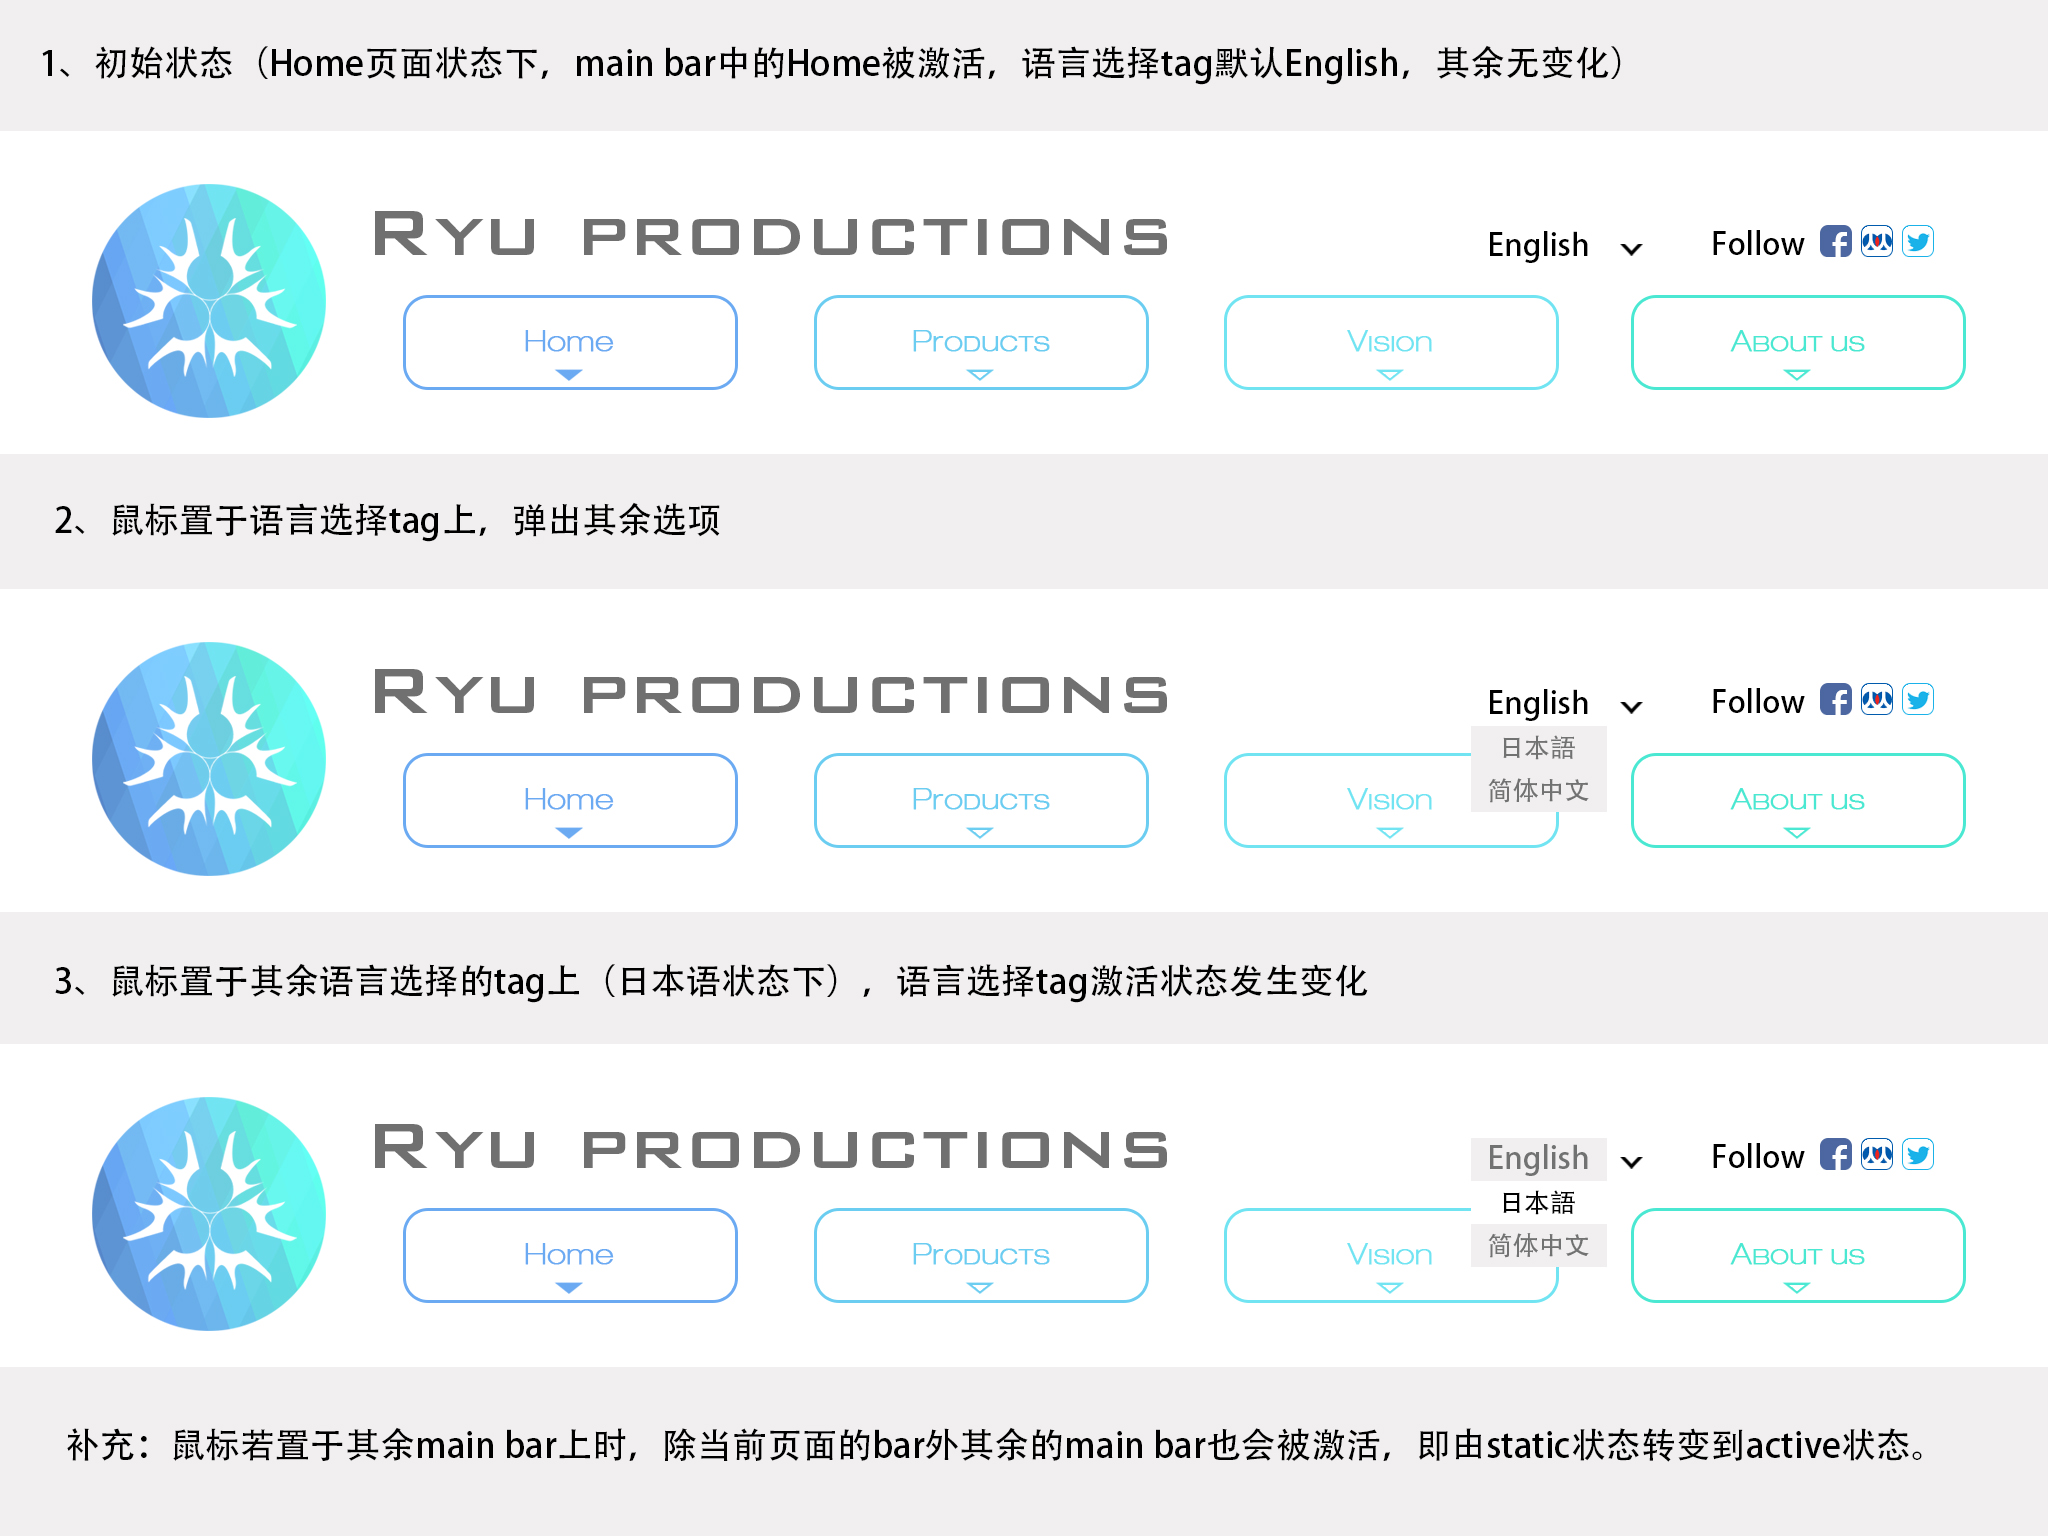 1、初始状态（Home页面状态下，main bar中的Home被激活，语言选择tag默认English，其余无变化）
RYU PRODUCTIONS
English
Follow
Home
PRODUCTS
VISION
ABOUT US
2、鼠标置于语言选择tag上，弹出其余选项
RYU PRODUCTIONS
English
Follow
日本語
简体中文
Home
PRODUCTS
VISION
ABOUT US
3、鼠标置于其余语言选择的tag上（日本语状态下），语言选择tag激活状态发生变化
RYU PRODUCTIONS
English
Follow
日本語
简体中文
Home
PRODUCTS
VISION
ABOUT US
补充：鼠标若置于其余main bar上时，除当前页面的bar外其余的main bar也会被激活，即由static状态转变到active状态。